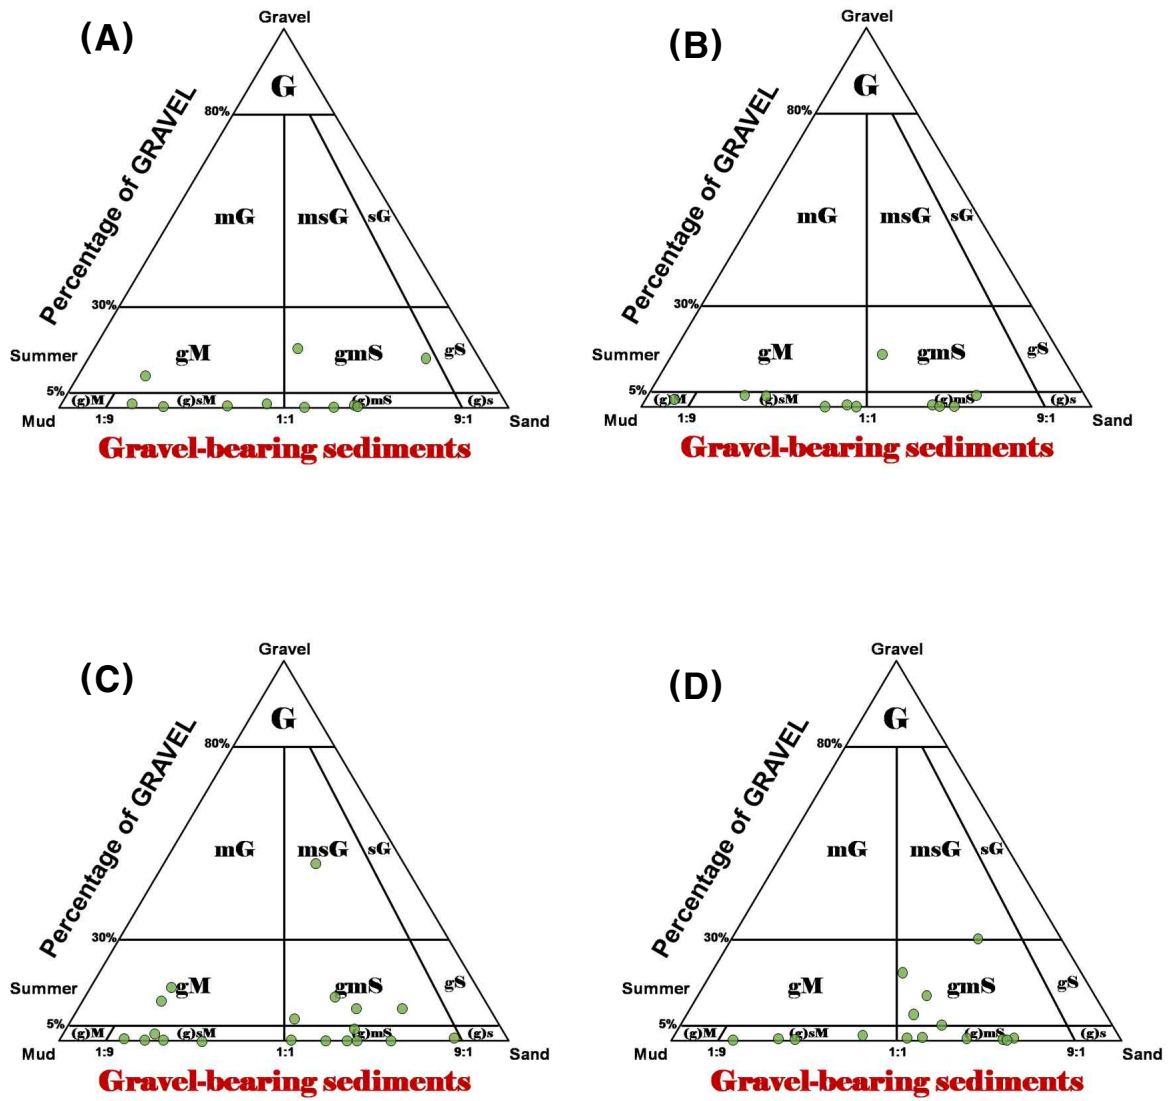 (A)
Gravel
G
80%
Percentage of GRAVEL
mG
msG
sG
30%
Summer
gM
gmS
gS
5%
(g)M
(g)sM
(g)mS
(g)s
Mud
1:9
1:1
9:1
Sand
Gravel-bearing sediments
(B)
Gravel
G
80%
Percentage of GRAVEL
mG
msG
sG
30%
Summer
gM
gmS
gS
5%
(g)M
(g)sM
(g)mS
(g)s
Mud
1:9
1:1
9:1
Sand
Gravel-bearing sediments
(C)
Gravel
G
80%
Percentage of GRAVEL
mG
msG
sG
30%
Summer
gM
gmS
gS
5%
(g)M
(g)sM
(g)mS
(g)s
Mud
1:9
1:1
9:1
Sand
Gravel-bearing sediments
(D)
Gravel
G
80%
Percentage of GRAVEL
mG
msG
sG
30%
Summer
gM
gmS
gS
5%
(g)M
(g)sM
(g)mS
(g)s
Mud
1:9
1:1
9:1
Sand
Gravel-bearing sediments